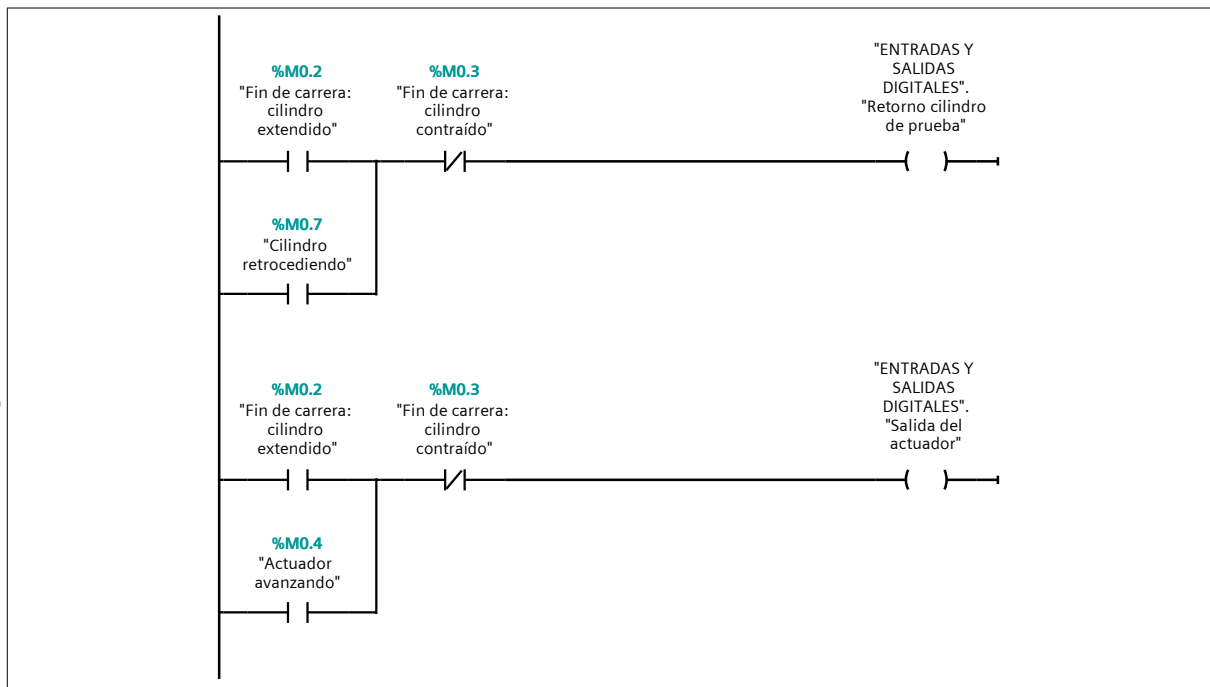 "ENTRADAS Y
SALIDAS
DIGITALES".
"Retorno cilindro
de prueba"
%M0.2
"Fin de carrera:
cilindro
extendido"
%M0.3
"Fin de carrera:
cilindro
contraído"
%M0.7
"Cilindro
retrocediendo"
"ENTRADAS Y
SALIDAS
DIGITALES".
"Salida del
actuador"
%M0.2
"Fin de carrera:
cilindro
extendido"
%M0.3
"Fin de carrera:
cilindro
contraído"
%M0.4
"Actuador
avanzando"